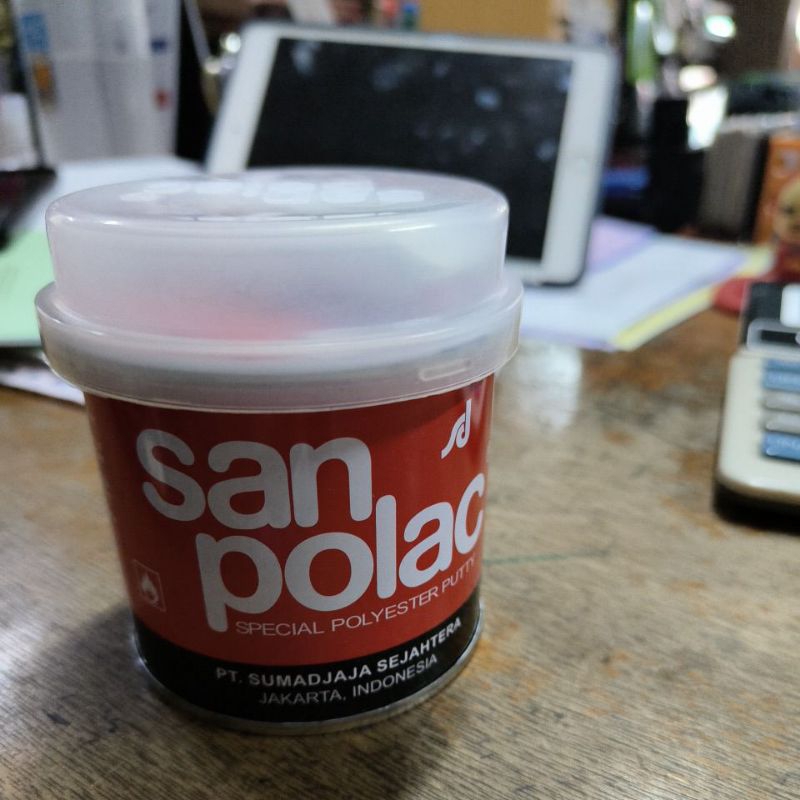 san
polac
SPECIAL POLYESTER PUTTY
PT. SUMADJAJA SEJAHTERA
JAKARTA, INDONESIA